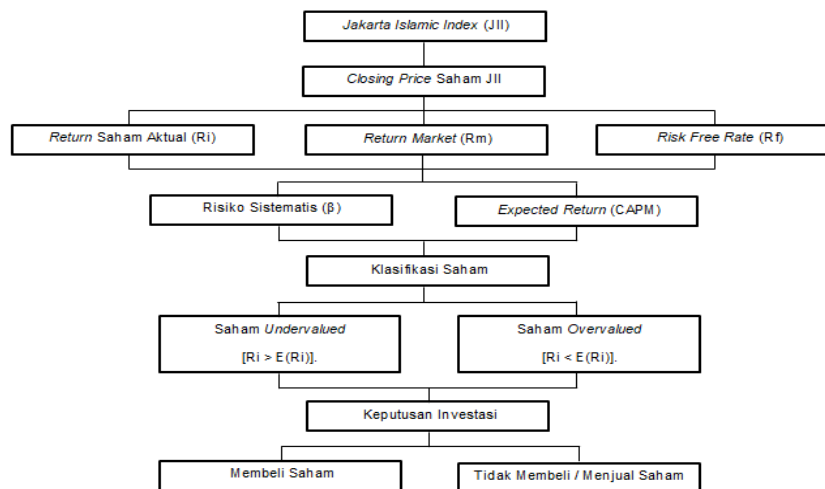 Jakarta Islamic Index (JII)
Closing Price Saham JII
Return Saham Aktual (Ri)
Return Market (Rm)
Risk Free Rate (Rf)
Risiko Sistematis (β)
Expected Return (CAPM)
Klasifikasi Saham
Saham Undervalued
[Ri > E(Ri)].
Saham Overvalued
[Ri < E(Ri)].
Keputusan Investasi
Membeli Saham
Tidak Membeli / Menjual Saham